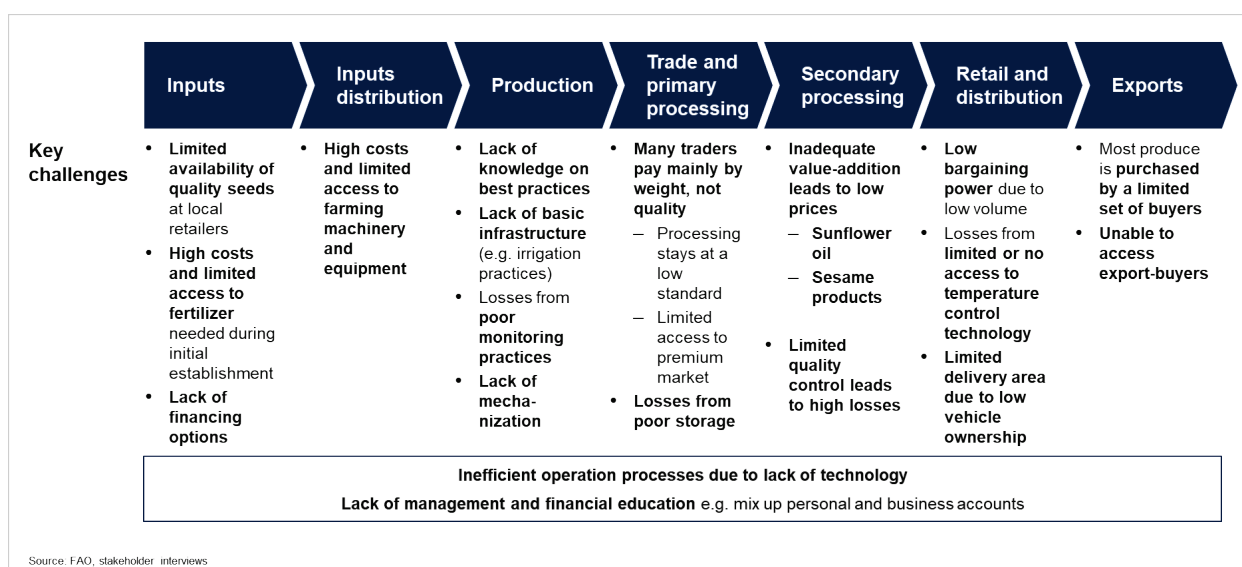 Inputs
Inputs
distribution
Production
Trade and
primary
processing
Secondary
processing
Retail and
distribution
Exports
Key
challenges
• Limited
availability of
quality seeds
at local
retailers
• High costs
and limited
access to
fertilizer
needed during
initial
establishment
• Lack of
financing
options
• High costs
and limited
access to
farming
machinery
and
equipment
• Lack of
knowledge on
best practices
• Lack of basic
infrastructure
(e.g. irrigation
practices)
• Losses from
poor
monitoring
practices
• Lack of
mecha-
nization
• Many traders
pay mainly by
weight, not
quality
– Processing
stays at a
low
standard
– Limited
access to
premium
market
• Losses from
poor storage
• Inadequate
value-addition
leads to low
prices
– Sunflower
oil
– Sesame
products
• Limited
quality
control leads
to high losses
• Low
bargaining
power due to
low volume
• Losses from
limited or no
access to
temperature
control
technology
• Limited
delivery area
due to low
vehicle
ownership
• Most produce
is purchased
by a limited
set of buyers
• Unable to
access
export-buyers
Inefficient operation processes due to lack of technology
Lack of management and financial education e.g. mix up personal and business accounts
Source: FAO, stakeholder interviews